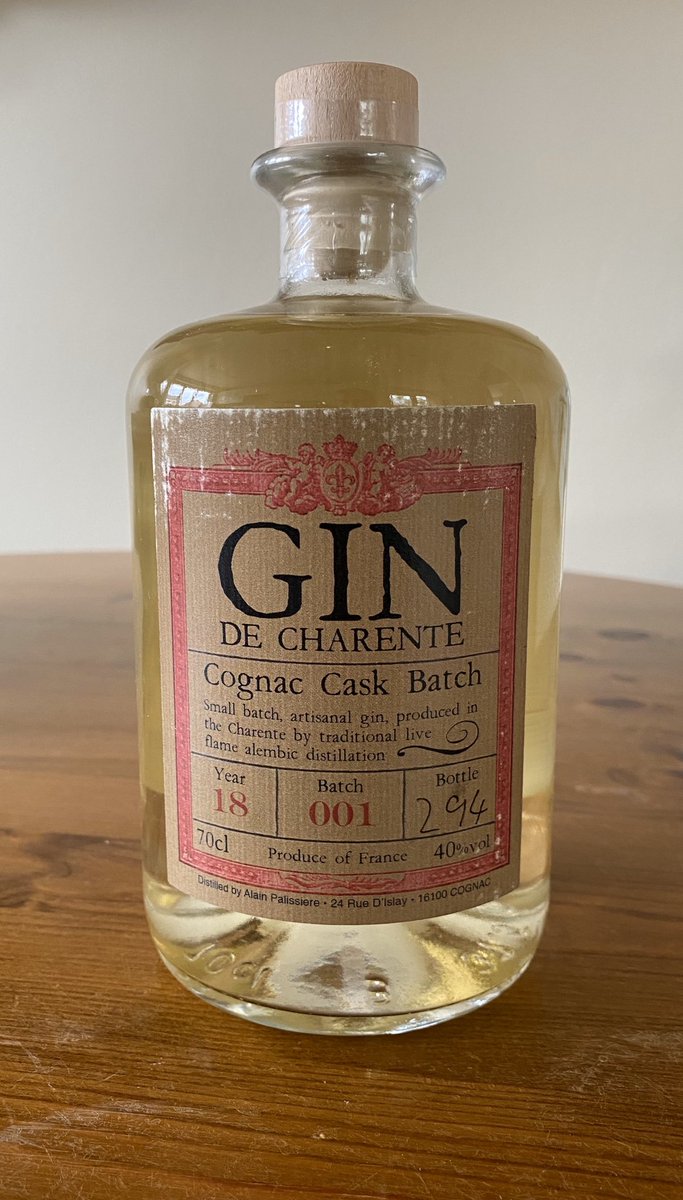 GIN
DE CHARENTE
Cognac Cask Batch
Small batch, artisanal gin, produced in
the Charente by traditional live
flame alembic distillation
Year Batch Bottle
18 001 294
70cl Produce of France 40%vol
Distilled by Alain Palissiere • 24 Rue D'Islay • 16100 COGNAC